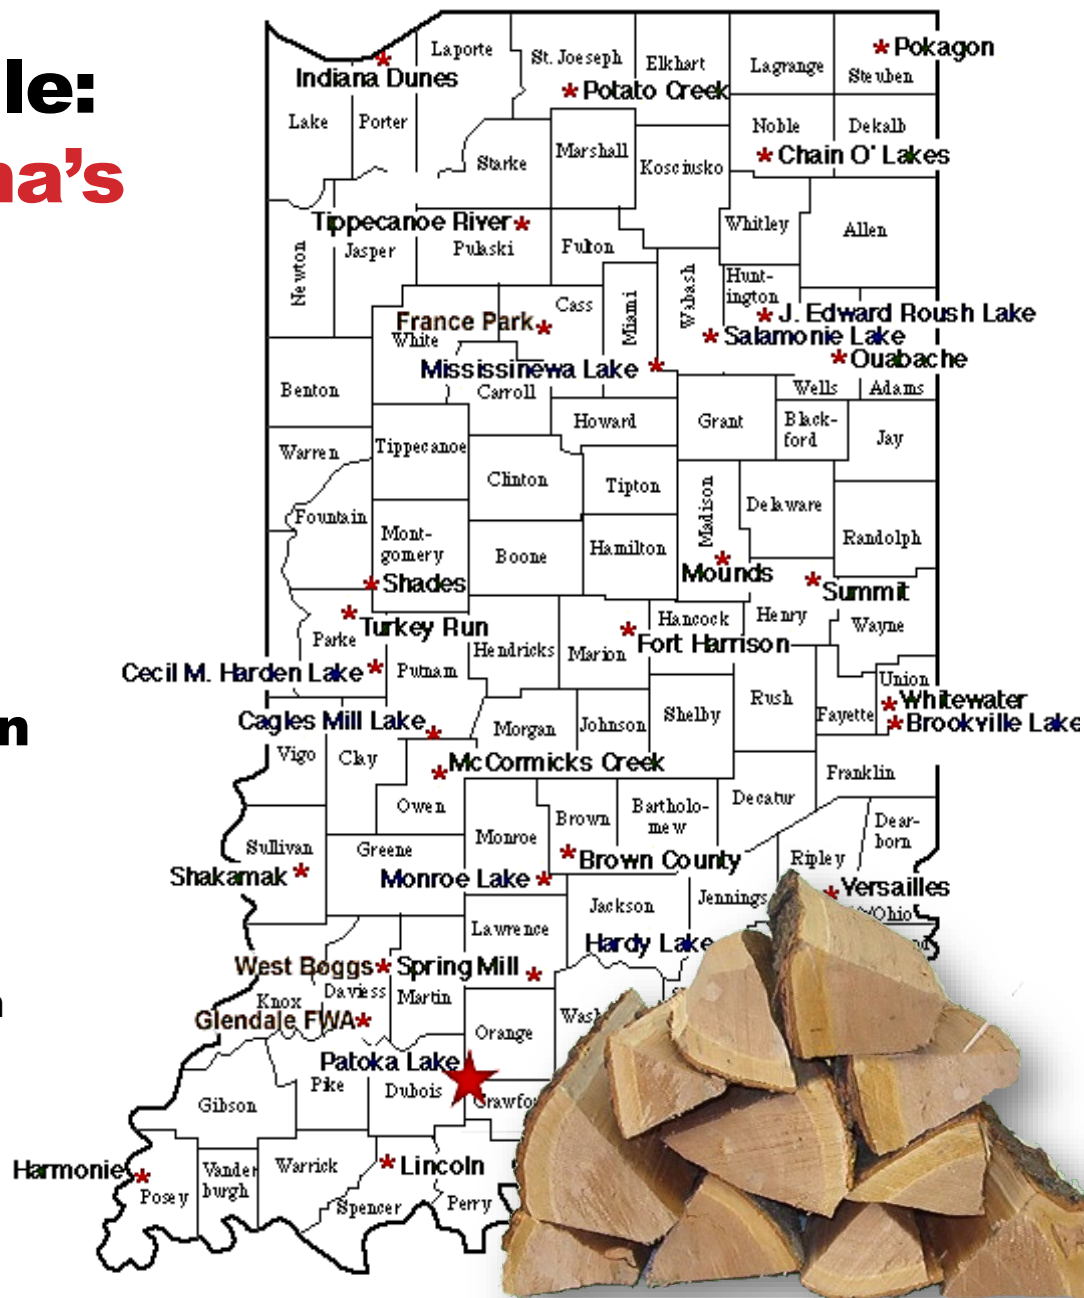 le:
na's
n
n
Laporte
St. Joeseph
Elkhart
Lagrange
Pokagon
Steuben
Indiana Dunes
Potato Creek
Lake
Porter
Noble
Dekalb
Starke
Marshall
Kosciusko
Chain O' Lakes
Tippecanoe River
Whitley
Allen
Newton
Jasper
Pulaski
Fulton
Miami
Wabash
Hunt-
ington
Cass
J. Edward Roush Lake
France Park
White
Salamonie Lake
Ouabache
Mississinewa Lake
Benton
Carroll
Wells
Adams
Howard
Grant
Black-
ford
Jay
Warren
Tippecanoe
Clinton
Tipton
Madison
Delaware
Fountain
Mont-
gomery
Boone
Hamilton
Randolph
Mounds
Shades
Summit
Henry
Hancock
Wayne
Turkey Run
Parke
Hendricks
Marion
Fort Harrison
Cecil M. Harden Lake
Putnam
Union
Rush
Whitewater
Cagles Mill Lake
Morgan
Johnson
Shelby
Fayette
Brookville Lake
Vigo
Clay
McCormicks Creek
Franklin
Owen
Brown
Bartholo-
mew
Decatur
Dear-
born
Sullivan
Greene
Monroe
Brown County
Ripley
Shakamak
Monroe Lake
Versailles
Jackson
Jennings
/Ohio
Lawrence
Hardy Lake
West Boggs
Spring Mill
Knox
Daviess
Martin
Glendale FWA
Orange
Wash
Patoka Lake
Pike
Dubois
Crawfo
Gibson
Harmonie
Posey
Vander
burgh
Warrick
Lincoln
Spencer
Perry